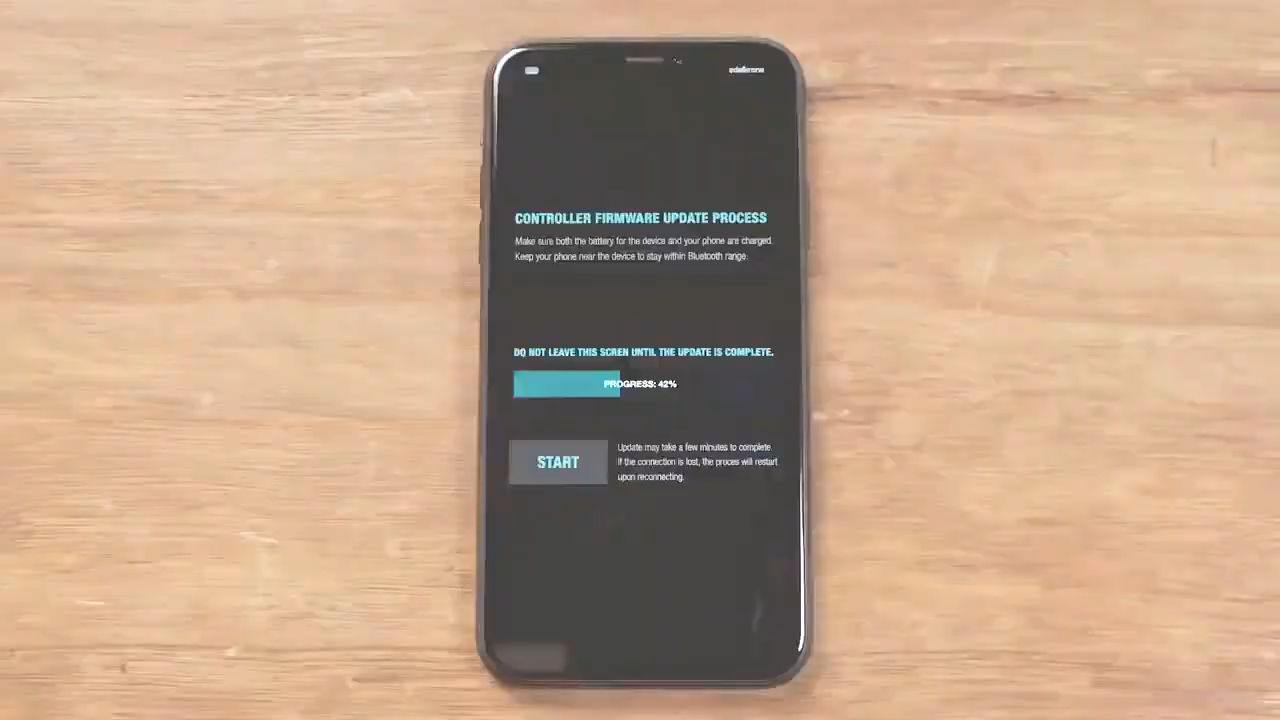 edelkrone
CONTROLLER FIRMWARE UPDATE PROCESS
Make sure both the battery for the device and your phone are charged.
Keep your phone near the device to stay within Bluetooth range.
DO NOT LEAVE THIS SCREN UNTIL THE UPDATE IS COMPLETE.
PROGRESS: 42%
START
Update may take a few minutes to complete.
If the connection is lost, the proces will restart
upon reconnecting.